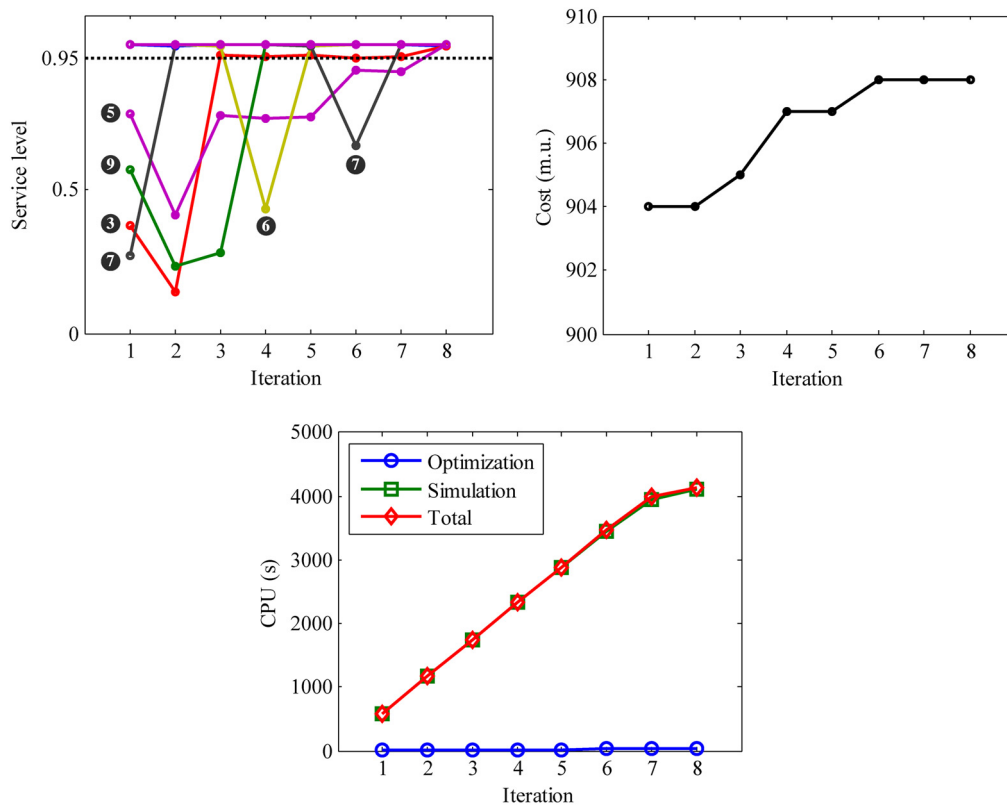 0.95
0.5
0
Service level
5
9
3
7
6
7
1 2 3 4 5 6 7 8
Iteration
910
908
906
904
902
900
Cost (m.u.)
1 2 3 4 5 6 7 8
Iteration
5000
4000
3000
2000
1000
0
CPU (s)
Optimization
Simulation
Total
1 2 3 4 5 6 7 8
Iteration